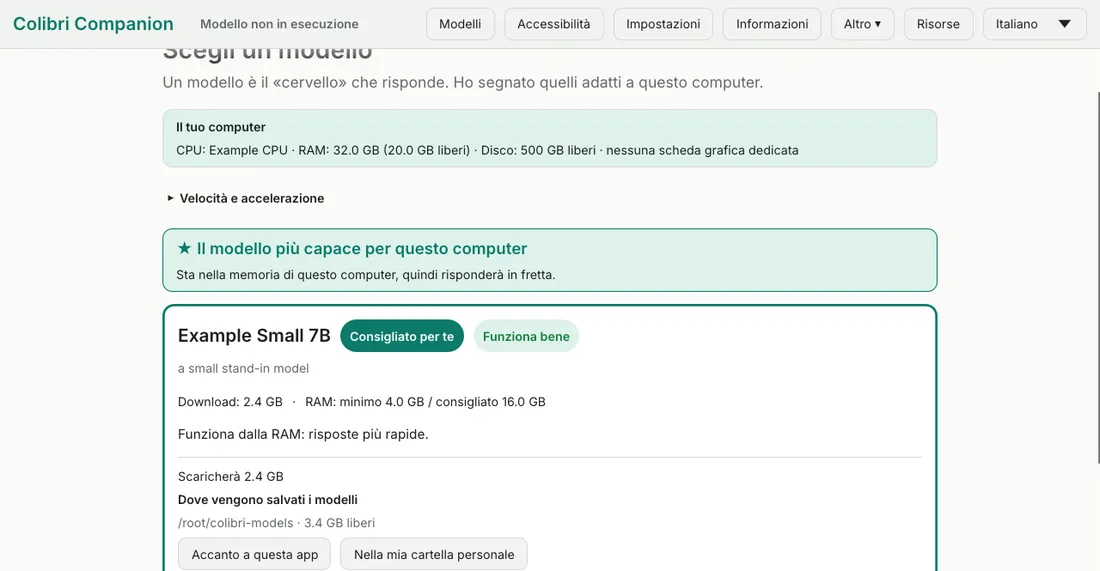 Colibri Companion
Modello non in esecuzione
Modelli
Accessibilità
Impostazioni
Informazioni
Altro ▾
Risorse
Italiano ▼
Scegli un modello
Un modello è il «cervello» che risponde. Ho segnato quelli adatti a questo computer.
Il tuo computer
CPU: Example CPU · RAM: 32.0 GB (20.0 GB liberi) · Disco: 500 GB liberi · nessuna scheda grafica dedicata
▸ Velocità e accelerazione
★ Il modello più capace per questo computer
Sta nella memoria di questo computer, quindi risponderà in fretta.
Example Small 7B
Consigliato per te
Funziona bene
a small stand-in model
Download: 2.4 GB · RAM: minimo 4.0 GB / consigliato 16.0 GB
Funziona dalla RAM: risposte più rapide.
Scaricherà 2.4 GB
Dove vengono salvati i modelli
/root/colibri-models · 3.4 GB liberi
Accanto a questa app
Nella mia cartella personale